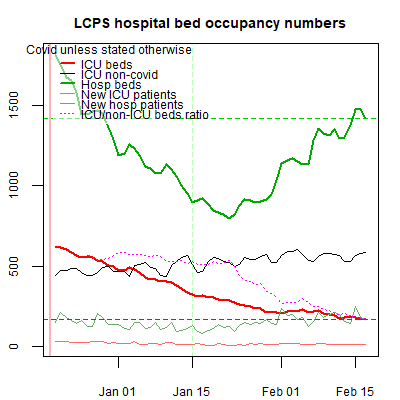 LCPS hospital bed occupancy numbers
Covid unless stated otherwise
ICU beds
ICU non-covid
Hosp beds
New ICU patients
New hosp patients
ICU/non-ICU beds ratio
1500
1000
500
0
Jan 01
Jan 15
Feb 01
Feb 15